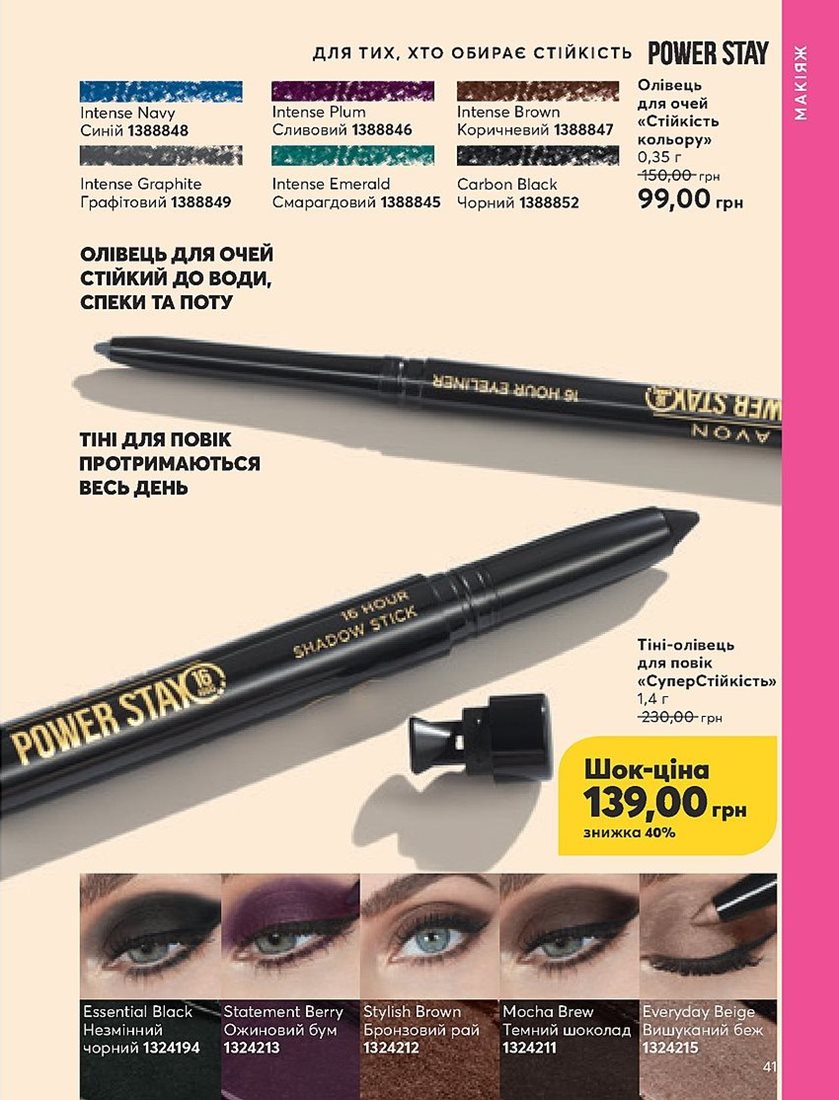 ДЛЯ ТИХ, ХТО ОБИРАЄ СТІЙКІСТЬ POWER STAY
МАКІЯЖ
Intense Navy
Синій 1388848
Intense Plum
Сливовий 1388846
Intense Brown
Коричневий 1388847
Intense Graphite
Графітовий 1388849
Intense Emerald
Смарагдовий 1388845
Carbon Black
Чорний 1388852
Олівець
для очей
«Стійкість
кольору»
0,35 г
150,00 грн
99,00 грн
ОЛІВЕЦЬ ДЛЯ ОЧЕЙ
СТІЙКИЙ ДО ВОДИ,
СПЕКИ ТА ПОТУ
16 HOUR EYELINER
WER STAY 16
AVON
ТІНІ ДЛЯ ПОВІК
ПРОТРИМАЮТЬСЯ
ВЕСЬ ДЕНЬ
16 HOUR
SHADOW STICK
POWER STAY 16
Тіні-олівець
для повік
«СуперСтійкість»
1,4 г
230,00 грн
Шок-ціна
139,00 грн
знижка 40%
Essential Black
Незмінний
чорний 1324194
Statement Berry
Ожиновий бум
1324213
Stylish Brown
Бронзовий рай
1324212
Mocha Brew
Темний шоколад
1324211
Everyday Beige
Вишуканий беж
1324215
41